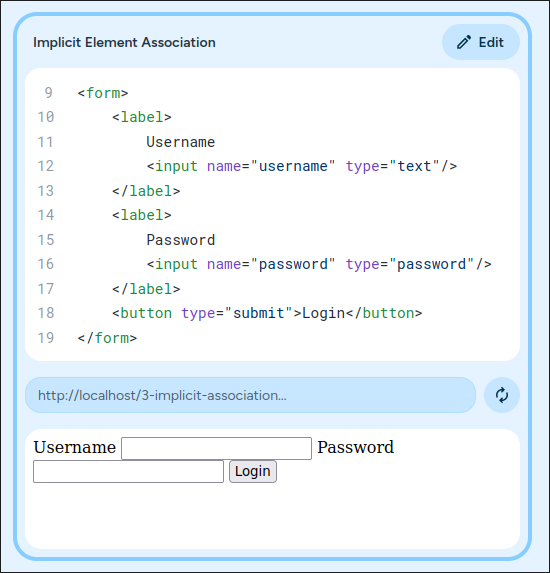 Implicit Element Association
Edit
9 <form>
10     <label>
11         Username
12         <input name="username" type="text"/>
13     </label>
14     <label>
15         Password
16         <input name="password" type="password"/>
17     </label>
18     <button type="submit">Login</button>
19 </form>
http://localhost/3-implicit-association...
Username Password
Login